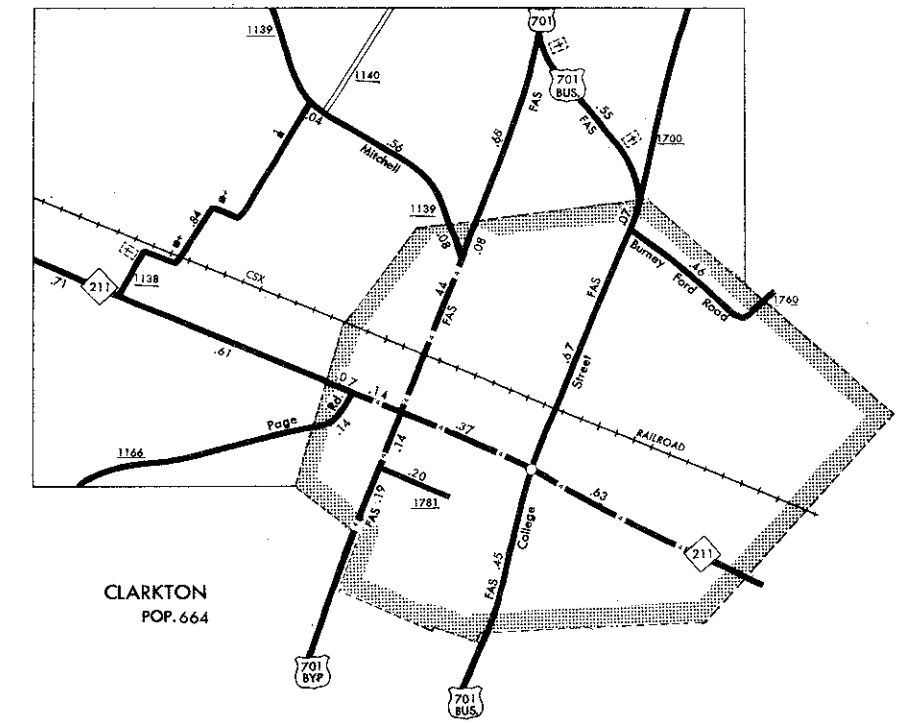 1139
1140
701
701
BUS.
FAS
.55
FAS
.68
1700
.04
.56
Mitchell
1139
.84
.08
.08
.07
Burney Ford Road
.46
1760
1138
211
.71
CSX
.44
FAS
FAS
.67
Street
.61
.07
.14
Rd.
Page
.14
1166
.14
.37
RAILROAD
.20
1781
.19
FAS
.63
211
College
.45
FAS
CLARKTON
POP. 664
701
BYP
701
BUS.